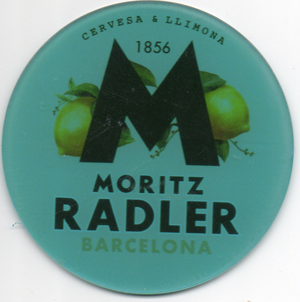 CERVESA & LLIMONA
1856
M
MORITZ
RADLER
BARCELONA